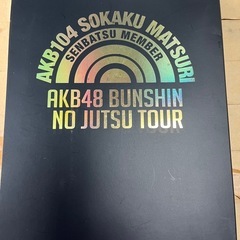 AKB104 SOKAKU MATSURI
SENBATSU MEMBER
AKB48 BUNSHIN
NO JUTSU TOUR